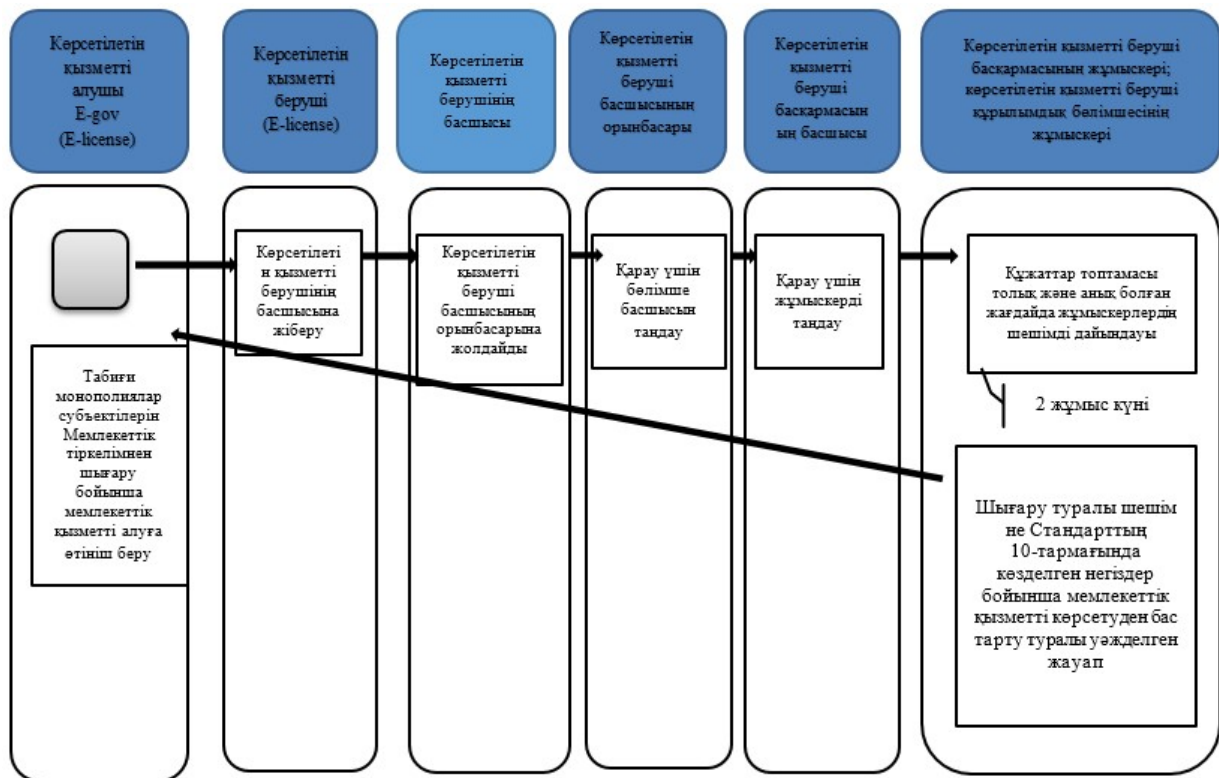 Көрсетілетін
қызметті
алушы
E-gov
(E-license)
Көрсетілетін
қызметті
беруші
(E-license)
Көрсетілетін
қызметті
берушінің
басшысы
Көрсетілетін
қызметті
беруші
басшысының
орынбасары
Көрсетілетін
қызметті
беруші
басқармасын
ың басшысы
Көрсетілетін қызметті беруші
басқармасының жұмыскері;
көрсетілетін қызметті беруші
құрылымдық бөлімшесінің
жұмыскері
Табиғи
монополиялар
субъектілерін
Мемлекеттік
тіркелімнен
шығару
бойынша
мемлекеттік
қызметті алуға
өтініш беру
Көрсетілеті
н қызметті
берушінің
басшысына
жіберу
Көрсетілетін
қызметті
беруші
басшысының
орынбасарына
жолдайды
Қарау үшін
бөлімше
басшысын
таңдау
Қарау үшін
жұмыскерді
таңдау
Құжаттар топтамасы
толық және анық болған
жағдайда жұмыскерлердің
шешімді дайындауы
2 жұмыс күні
Шығару туралы шешім
не Стандарттың
10-тармағында
көзделген негіздер
бойынша мемлекеттік
қызметті көрсетуден бас
тарту туралы уәжделген
жауап